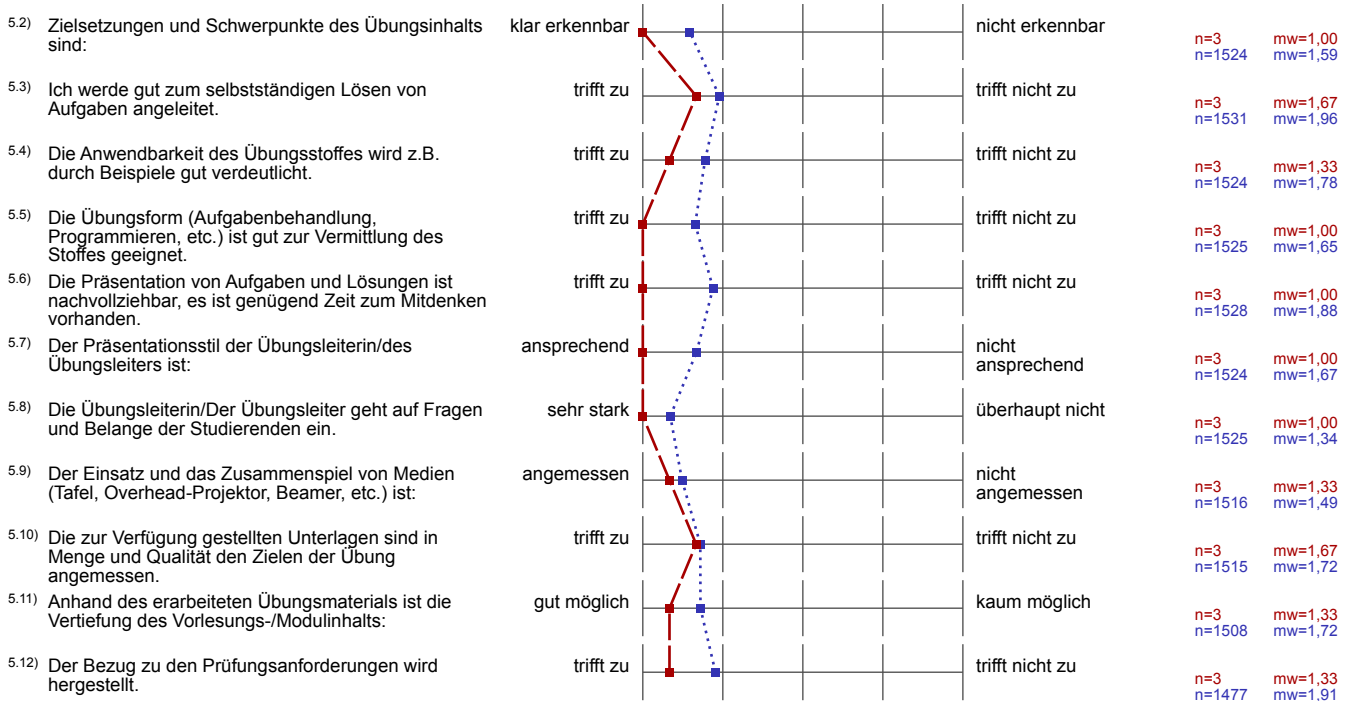 5.2) Zielsetzungen und Schwerpunkte des Übungsinhalts sind:
klar erkennbar
nicht erkennbar
n=3 mw=1,00
n=1524 mw=1,59
5.3) Ich werde gut zum selbstständigen Lösen von
Aufgaben angeleitet.
trifft zu
trifft nicht zu
n=3 mw=1,67
n=1531 mw=1,96
5.4) Die Anwendbarkeit des Übungsstoffes wird z.B.
durch Beispiele gut verdeutlicht.
trifft zu
trifft nicht zu
n=3 mw=1,33
n=1524 mw=1,78
5.5) Die Übungsform (Aufgabenbehandlung,
Programmieren, etc.) ist gut zur Vermittlung des
Stoffes geeignet.
trifft zu
trifft nicht zu
n=3 mw=1,00
n=1525 mw=1,65
5.6) Die Präsentation von Aufgaben und Lösungen ist
nachvollziehbar, es ist genügend Zeit zum Mitdenken
vorhanden.
trifft zu
trifft nicht zu
n=3 mw=1,00
n=1528 mw=1,88
5.7) Der Präsentationsstil der Übungsleiterin/des
Übungsleiters ist:
ansprechend
nicht
ansprechend
n=3 mw=1,00
n=1524 mw=1,67
5.8) Die Übungsleiterin/Der Übungsleiter geht auf Fragen
und Belange der Studierenden ein.
sehr stark
überhaupt nicht
n=3 mw=1,00
n=1525 mw=1,34
5.9) Der Einsatz und das Zusammenspiel von Medien
(Tafel, Overhead-Projektor, Beamer, etc.) ist:
angemessen
nicht
angemessen
n=3 mw=1,33
n=1516 mw=1,49
5.10) Die zur Verfügung gestellten Unterlagen sind in
Menge und Qualität den Zielen der Übung
angemessen.
trifft zu
trifft nicht zu
n=3 mw=1,67
n=1515 mw=1,72
5.11) Anhand des erarbeiteten Übungsmaterials ist die
Vertiefung des Vorlesungs-/Modulinhalts:
gut möglich
kaum möglich
n=3 mw=1,33
n=1508 mw=1,72
5.12) Der Bezug zu den Prüfungsanforderungen wird
hergestellt.
trifft zu
trifft nicht zu
n=3 mw=1,33
n=1477 mw=1,91